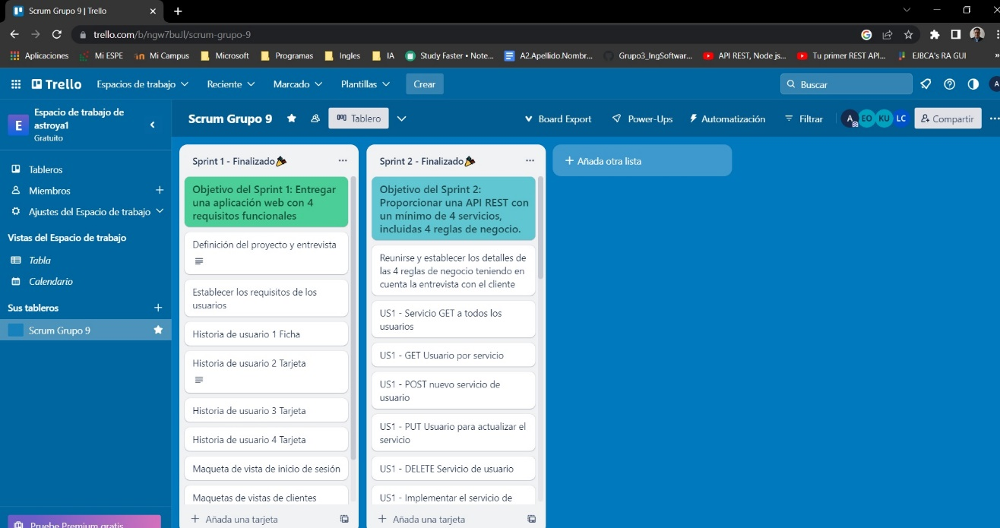 Scrum Grupo 9 | Trello
trello.com/b/ngw7buJl/scrum-grupo-9
Aplicaciones Mi ESPE Mi Campus Microsoft Programas Ingles IA Study Faster • Note... A2.Apellido.Nombr... Grupo3_IngSoftwar... API REST, Node js... Tu primer REST API... EJBCA's RA GUI »
Trello Espacios de trabajo Reciente Marcado Plantillas Crear Buscar
E
Espacio de trabajo de
astroya1
Gratuito
Scrum Grupo 9 Tablero Board Export Power-Ups Automatización Filtrar A EO KU LC Compartir
Tableros
Miembros
Ajustes del Espacio de trabajo
Vistas del Espacio de trabajo
Tabla
Calendario
Sus tableros
Scrum Grupo 9
Pruebe Premium gratis
Sprint 1 - Finalizado
Objetivo del Sprint 1: Entregar
una aplicación web con 4
requisitos funcionales
Definición del proyecto y entrevista
Establecer los requisitos de los
usuarios
Historia de usuario 1 Ficha
Historia de usuario 2 Tarjeta
Historia de usuario 3 Tarjeta
Historia de usuario 4 Tarjeta
Maqueta de vista de inicio de sesión
Maquetas de vistas de clientes
+ Añada una tarjeta
Sprint 2 - Finalizado
Objetivo del Sprint 2:
Proporcionar una API REST con
un mínimo de 4 servicios,
incluidas 4 reglas de negocio.
Reunirse y establecer los detalles de
las 4 reglas de negocio teniendo en
cuenta la entrevista con el cliente
US1 - Servicio GET a todos los
usuarios
US1 - GET Usuario por servicio
US1 - POST nuevo servicio de
usuario
US1 - PUT Usuario para actualizar el
servicio
US1 - DELETE Servicio de usuario
US1 - Implementar el servicio de
+ Añada una tarjeta
+ Añada otra lista